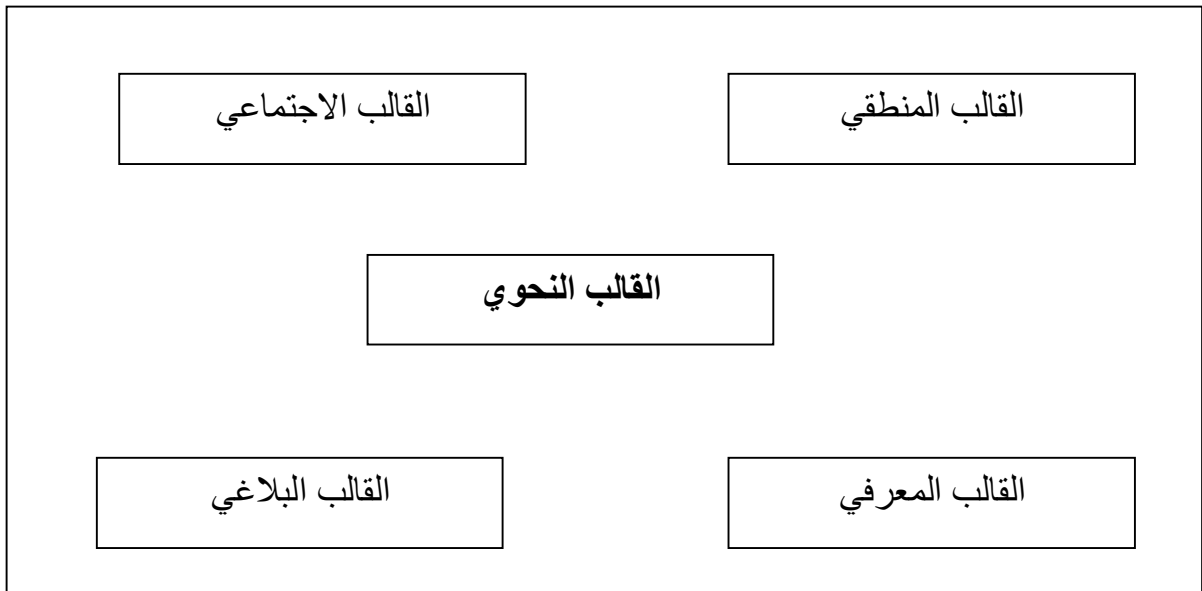 القالب المنطقي
القالب الاجتماعي
القالب النحوي
القالب المعرفي
القالب البلاغي